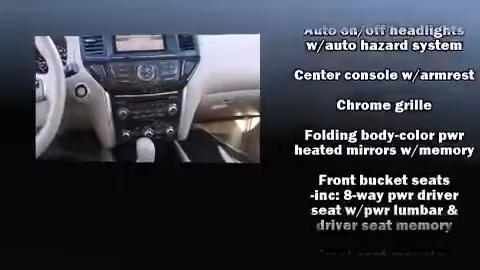 Auto on/off headlights
w/auto hazard system
Center console w/armrest
Chrome grille
Folding body-color pwr
heated mirrors w/memory
Front bucket seats
-inc: 8-way pwr driver
seat w/pwr lumbar &
driver seat memory